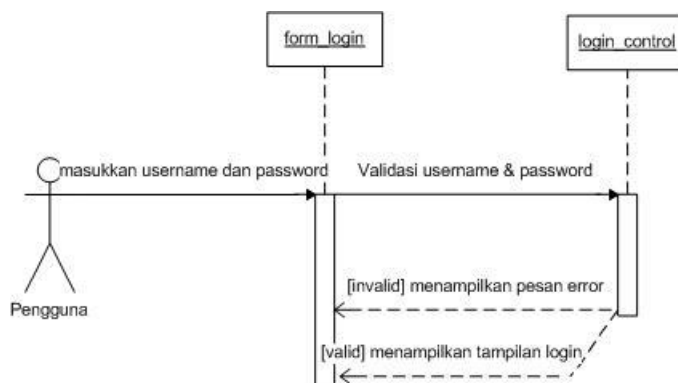 form_login
login_control
masukkan username dan password
Validasi username & password
[invalid] menampilkan pesan error
Pengguna
[valid] menampilkan tampilan login